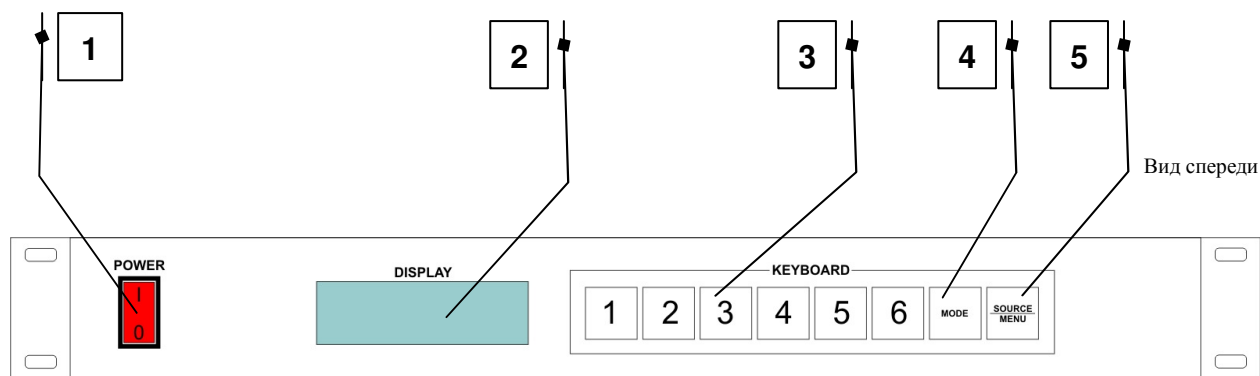 1 2 3 4 5
Вид спереди
POWER
I
0
DISPLAY
KEYBOARD
1 2 3 4 5 6 MODE SOURCE
MENU